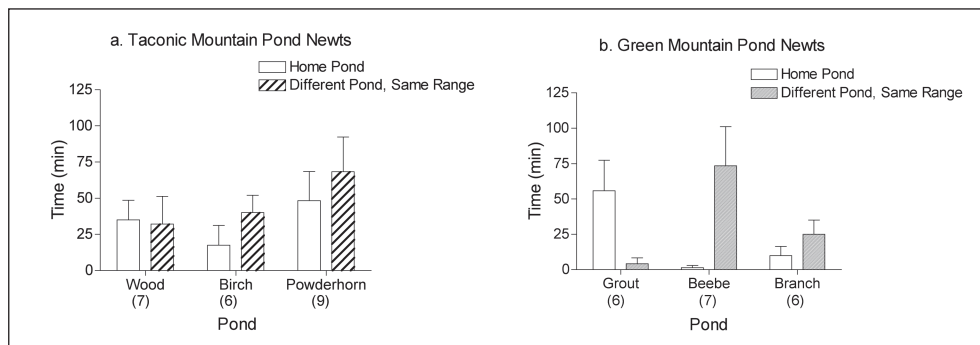 a. Taconic Mountain Pond Newts
Home Pond
Different Pond, Same Range
125
100
75
50
25
0
Time (min)
Wood
(7)
Birch
(6)
Powderhorn
(9)
Pond
b. Green Mountain Pond Newts
Home Pond
Different Pond, Same Range
125
100
75
50
25
0
Time (min)
Grout
(6)
Beebe
(7)
Branch
(6)
Pond